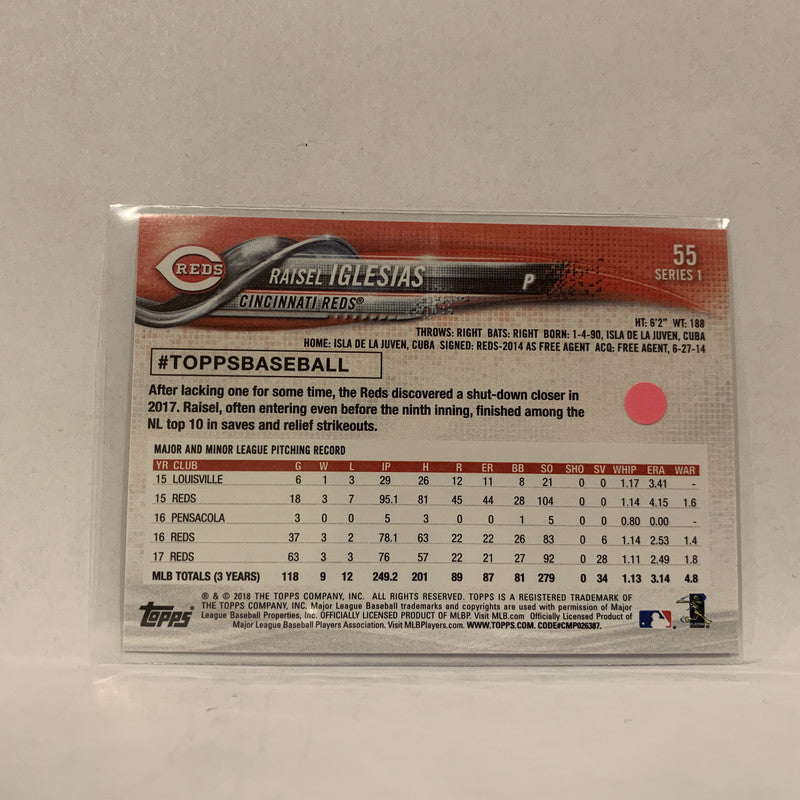 REDS
RAISEL IGLESIAS
P
CINCINNATI REDS®
55
SERIES 1
HT: 6'2" WT: 188
THROWS: RIGHT BATS: RIGHT BORN: 1-4-90, ISLA DE LA JUVEN, CUBA
HOME: ISLA DE LA JUVEN, CUBA SIGNED: REDS-2014 AS FREE AGENT ACQ: FREE AGENT, 6-27-14
#TOPPSBASEBALL
After lacking one for some time, the Reds discovered a shut-down closer in
2017. Raisel, often entering even before the ninth inning, finished among the
NL top 10 in saves and relief strikeouts.
MAJOR AND MINOR LEAGUE PITCHING RECORD
YR CLUB G W L IP H R ER BB SO SHO SV WHIP ERA WAR
15 LOUISVILLE 6 1 3 29 26 12 11 8 21 0 0 1.17 3.41 -
15 REDS 18 3 7 95.1 81 45 44 28 104 0 0 1.14 4.15 1.6
16 PENSACOLA 3 0 0 5 3 0 0 1 5 0 0 0.80 0.00 -
16 REDS 37 3 2 78.1 63 22 22 26 83 0 6 1.14 2.53 1.4
17 REDS 63 3 3 76 57 22 21 27 92 0 28 1.11 2.49 1.8
MLB TOTALS (3 YEARS) 118 9 12 249.2 201 89 87 81 279 0 34 1.13 3.14 4.8
Topps®
® & © 2018 THE TOPPS COMPANY, INC. ALL RIGHTS RESERVED. TOPPS IS A REGISTERED TRADEMARK OF
THE TOPPS COMPANY, INC. Major League Baseball trademarks and copyrights are used with permission of Major
League Baseball Properties, Inc. OFFICIALLY LICENSED PRODUCT OF MLBP. Visit MLB.com Officially Licensed Product of
Major League Baseball Players Association. Visit MLBPlayers.com. WWW.TOPPS.COM. CODE#CMP026387.